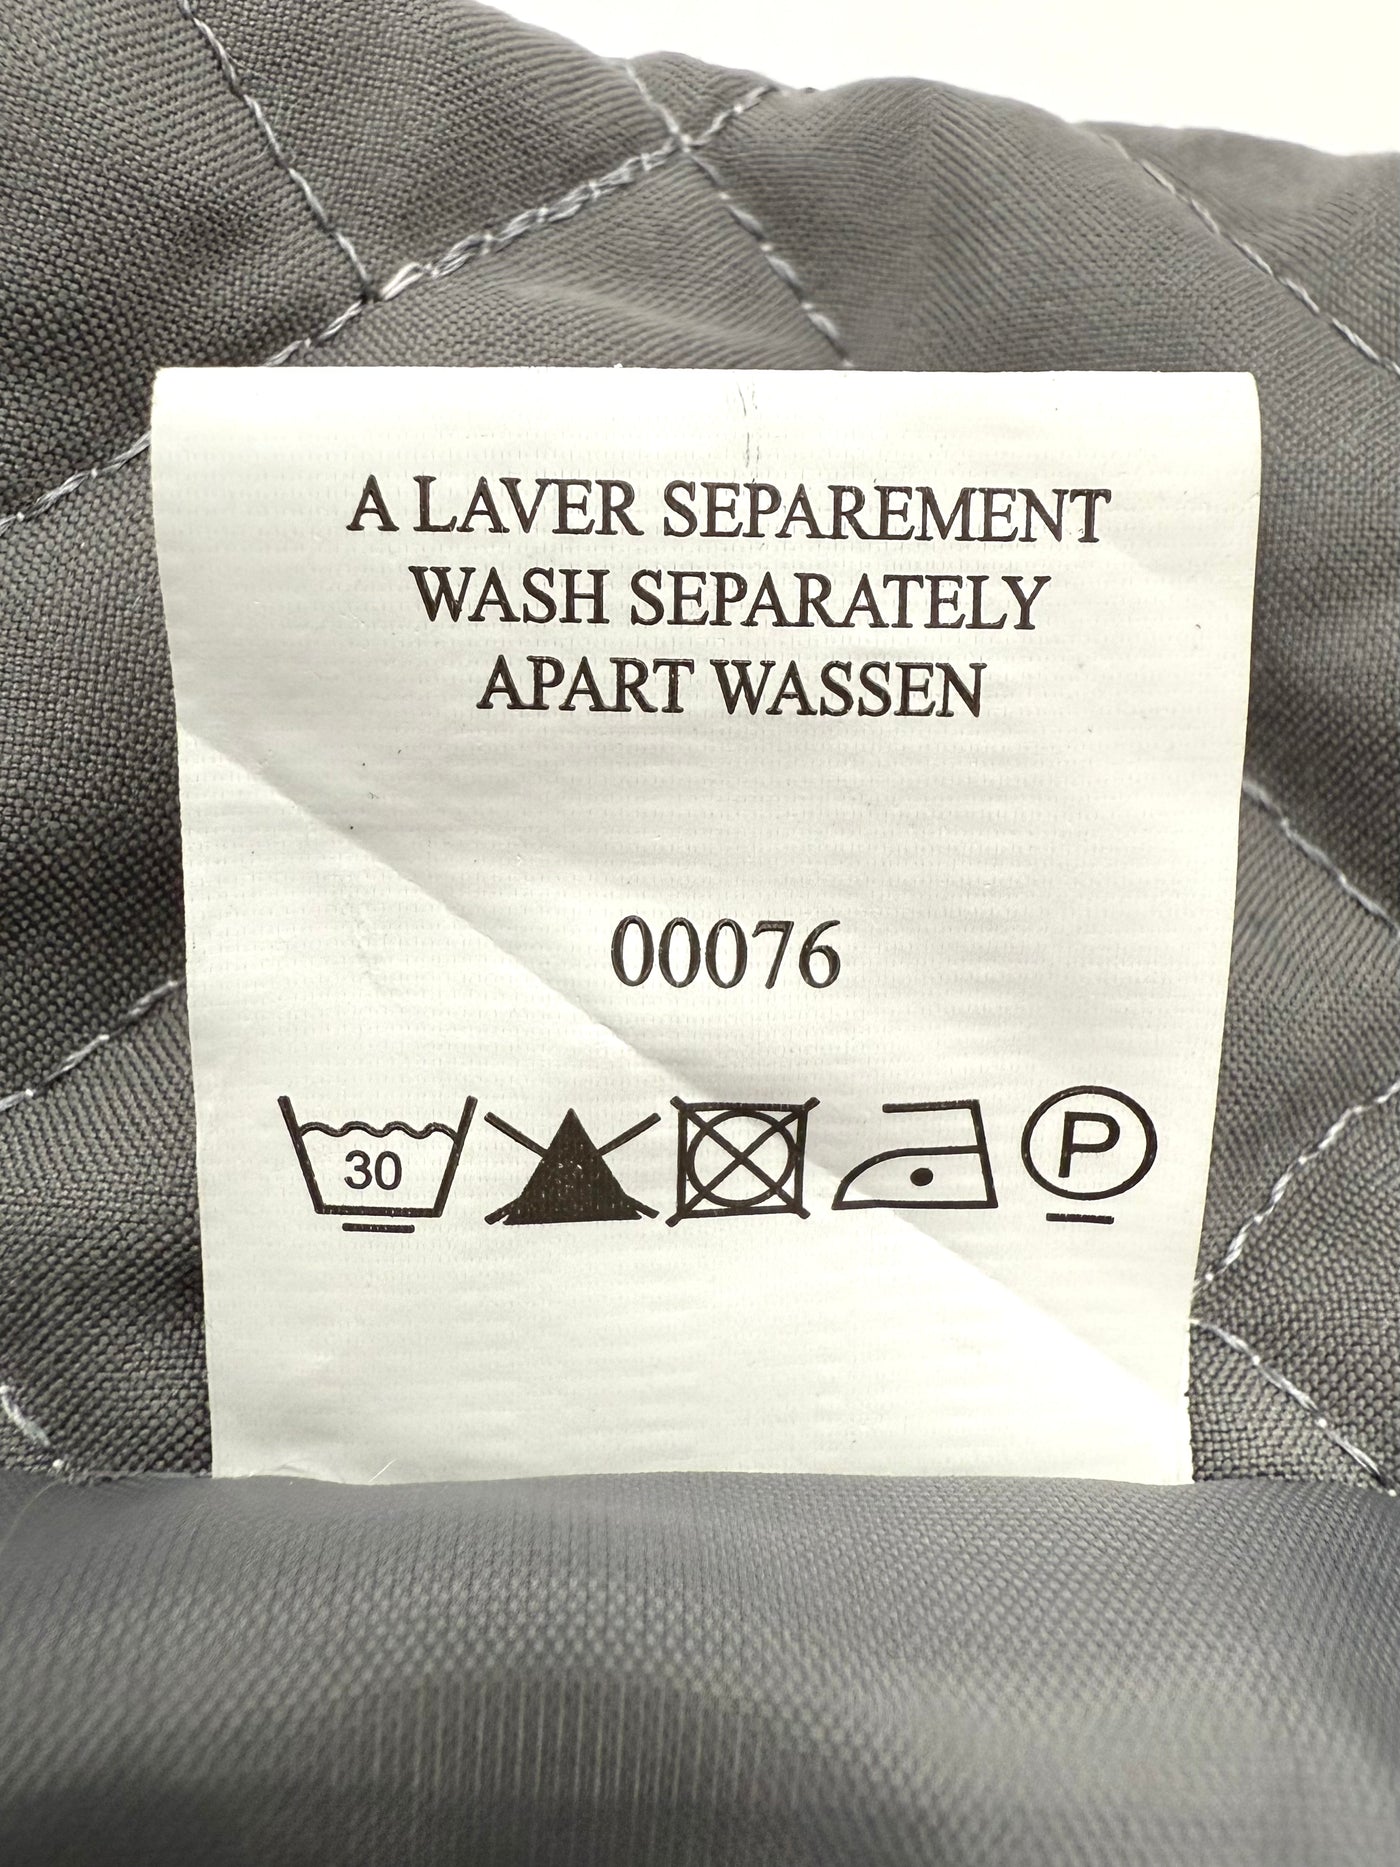 A LAVER SEPAREMENT
WASH SEPARATELY
APART WASSEN
00076
30 P